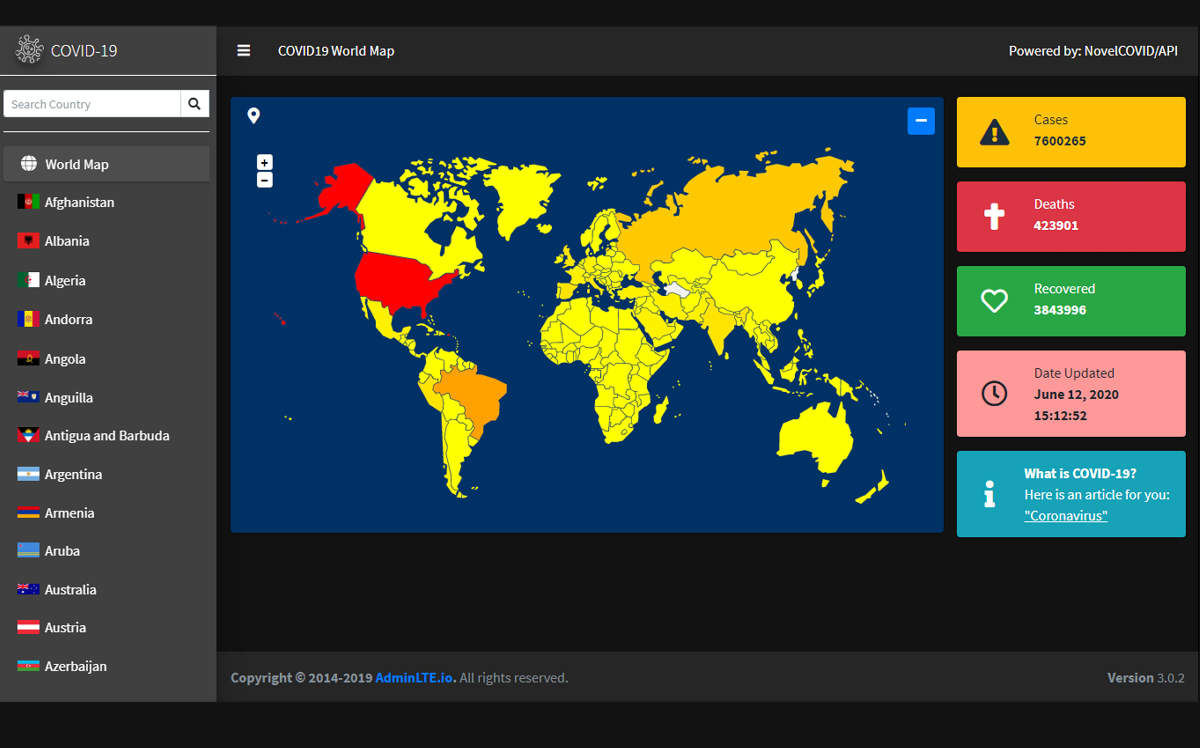 COVID-19
COVID19 World Map
Powered by: NovelCOVID/API
Search Country
World Map
Afghanistan
Albania
Algeria
Andorra
Angola
Anguilla
Antigua and Barbuda
Argentina
Armenia
Aruba
Australia
Austria
Azerbaijan
+
−
−
Cases
7600265
Deaths
423901
Recovered
3843996
Date Updated
June 12, 2020
15:12:52
What is COVID-19?
Here is an article for you:
"Coronavirus"
Copyright © 2014-2019 AdminLTE.io. All rights reserved.
Version 3.0.2